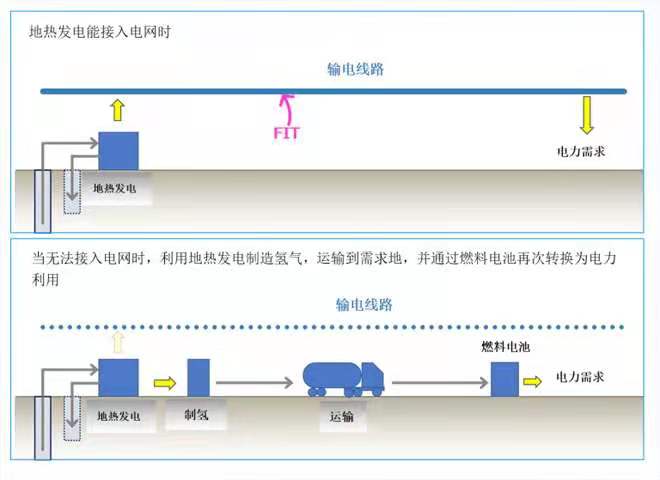 地热发电能接入电网时
输电线路
FIT
电力需求
地热发电
当无法接入电网时，利用地热发电制造氢气，运输到需求地，并通过燃料电池再次转换为电力
利用
输电线路
燃料电池
电力需求
地热发电
制氢
运输